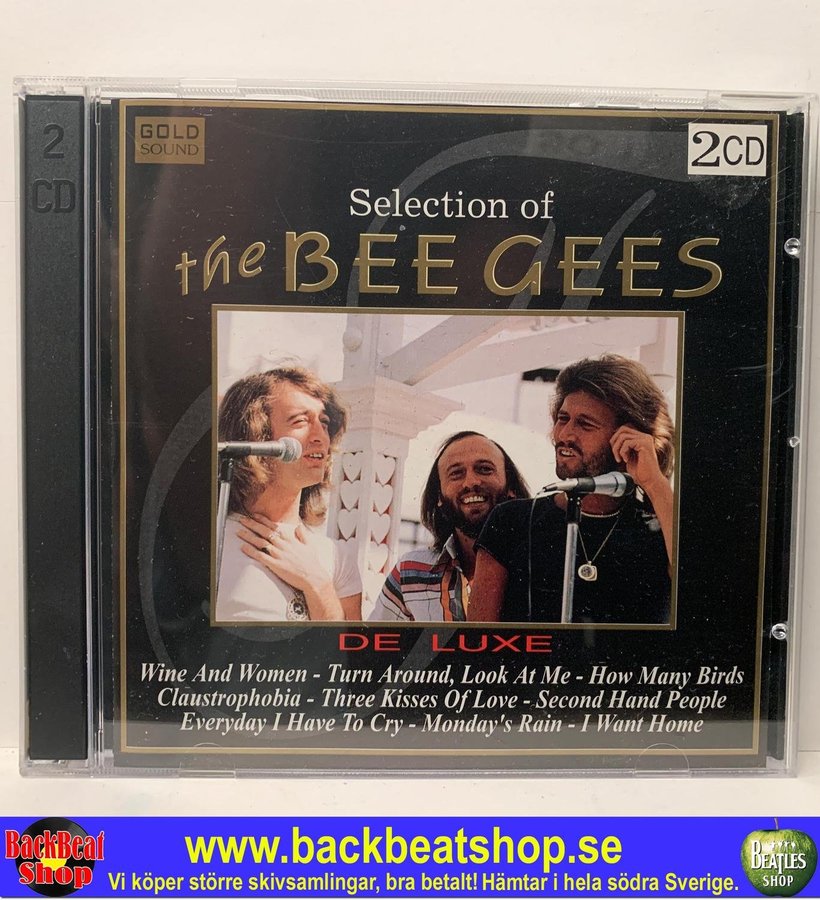 2
CD
GOLD
SOUND
2CD
Selection of
the BEE GEES
DE LUXE
Wine And Women - Turn Around, Look At Me - How Many Birds
Claustrophobia - Three Kisses Of Love - Second Hand People
Everyday I Have To Cry - Monday's Rain - I Want Home
BackBeat
Shop
www.backbeatshop.se
Vi köper större skivsamlingar, bra betalt! Hämtar i hela södra Sverige.
BEATLES
SHOP